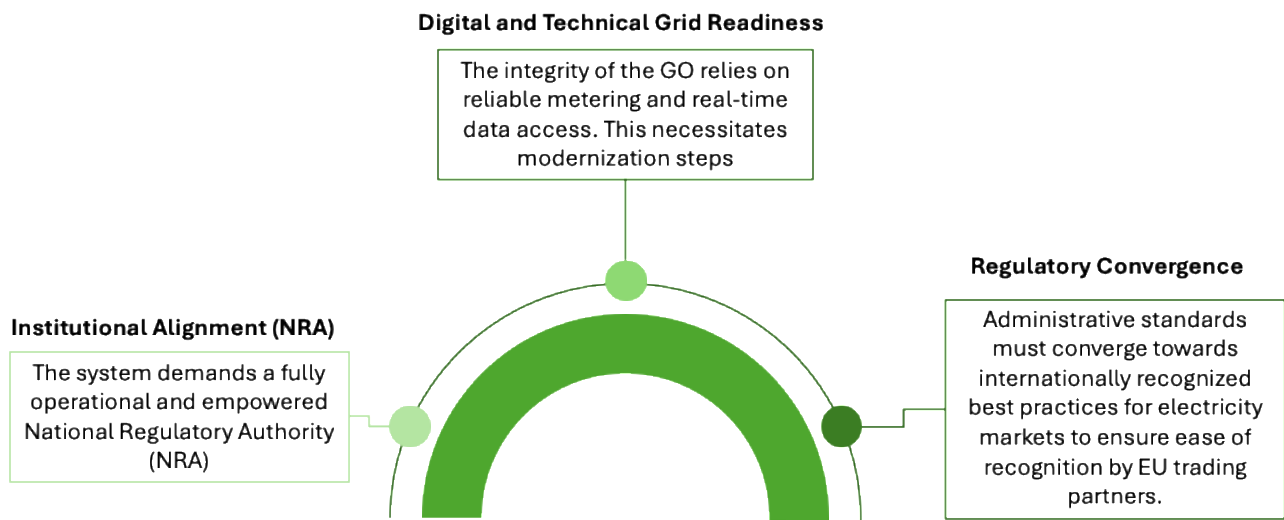 Digital and Technical Grid Readiness
The integrity of the GO relies on
reliable metering and real-time
data access. This necessitates
modernization steps
Institutional Alignment (NRA)
The system demands a fully
operational and empowered
National Regulatory Authority
(NRA)
Regulatory Convergence
Administrative standards
must converge towards
internationally recognized
best practices for electricity
markets to ensure ease of
recognition by EU trading
partners.